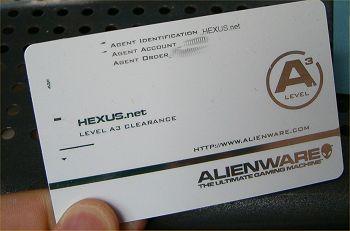 AGENT IDENTIFICATION HEXUS.net
AGENT ACCOUNT
AGENT ORDER
A3
LEVEL
HEXUS.net
LEVEL A3 CLEARANCE
HTTP://WWW.ALIENWARE.COM
ALIENWARE
THE ULTIMATE GAMING MACHINE